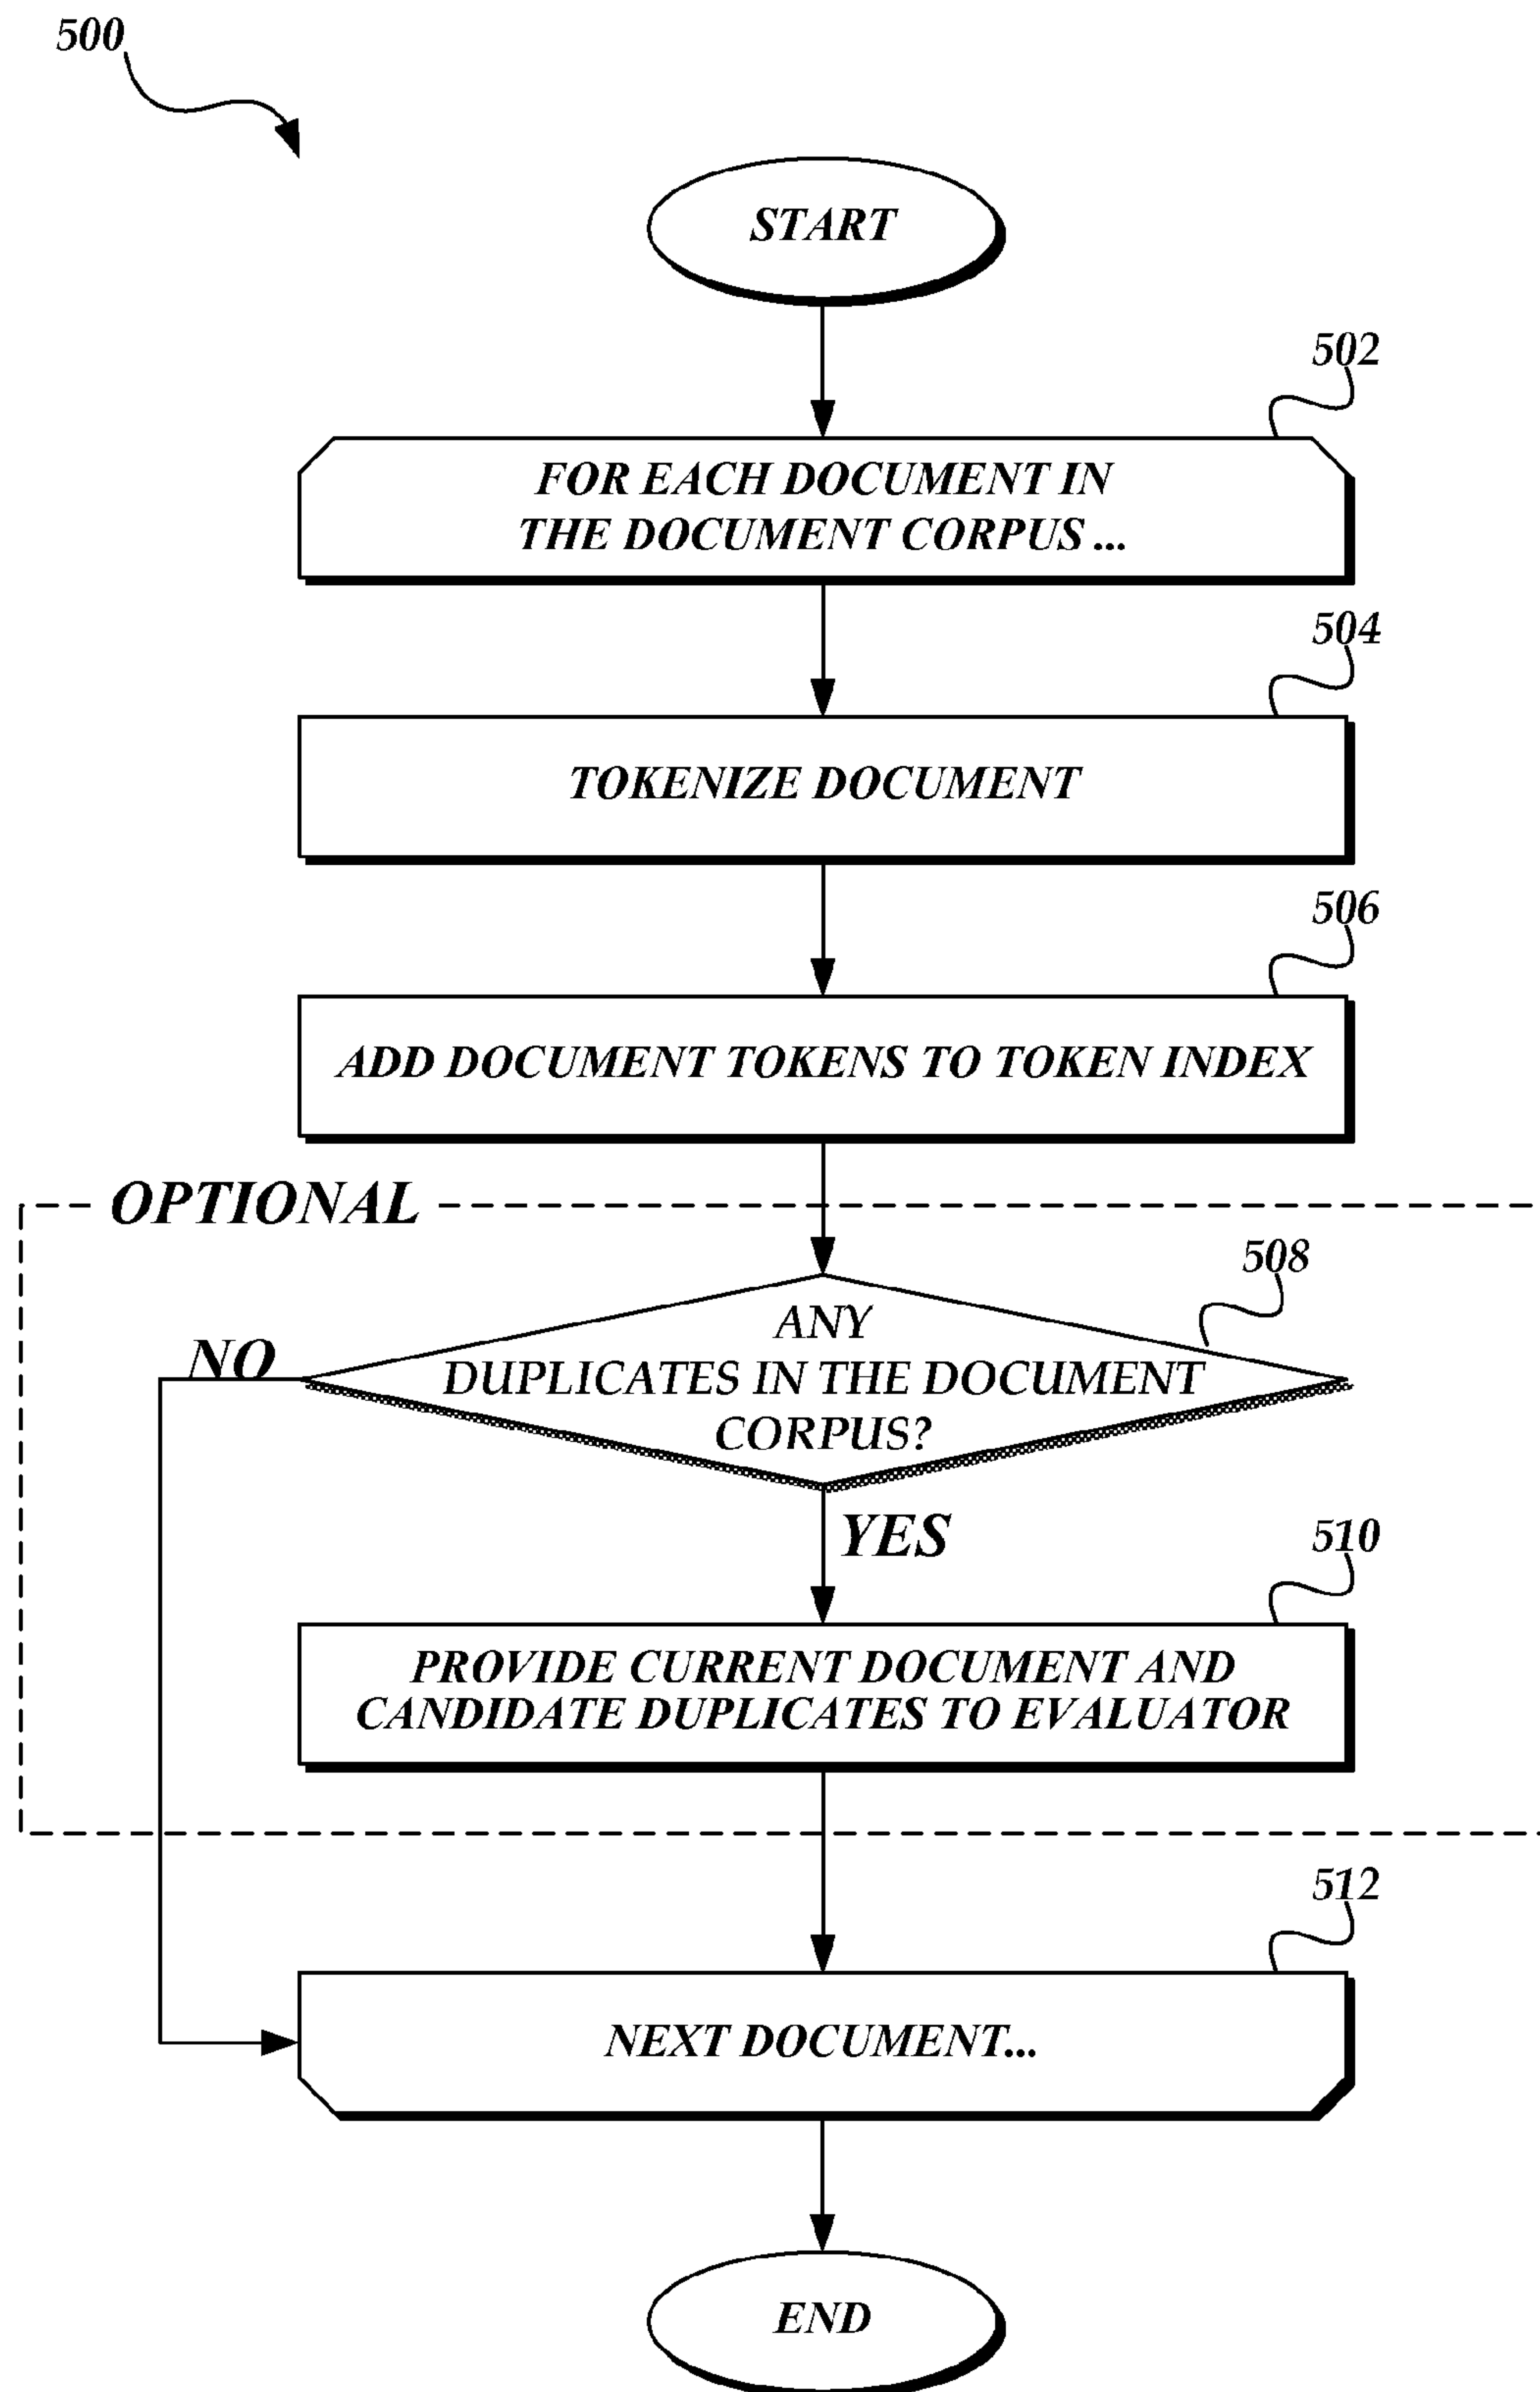 500
START
502
FOR EACH DOCUMENT IN
THE DOCUMENT CORPUS ...
504
TOKENIZE DOCUMENT
506
ADD DOCUMENT TOKENS TO TOKEN INDEX
OPTIONAL
508
ANY
DUPLICATES IN THE DOCUMENT
CORPUS?
NO
YES
510
PROVIDE CURRENT DOCUMENT AND
CANDIDATE DUPLICATES TO EVALUATOR
512
NEXT DOCUMENT...
END